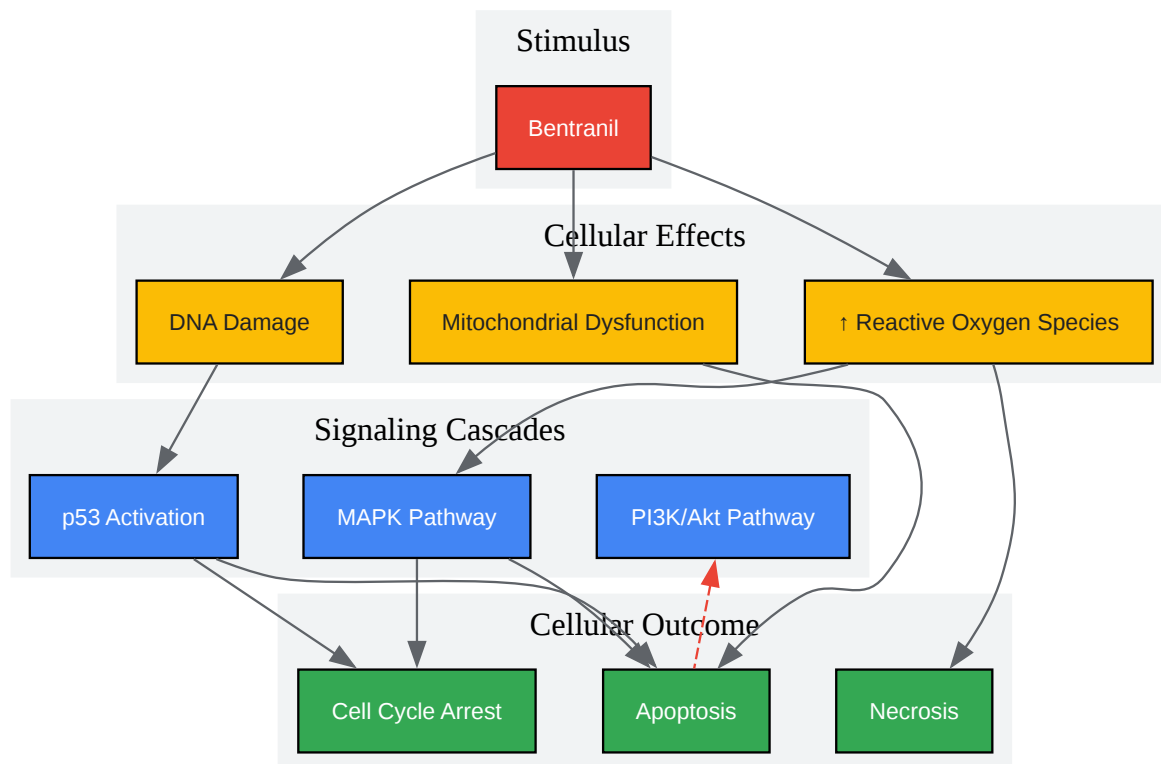 Stimulus
Bentranil
Cellular Effects
DNA Damage
Mitochondrial Dysfunction
↑ Reactive Oxygen Species
Signaling Cascades
p53 Activation
MAPK Pathway
PI3K/Akt Pathway
Cellular Outcome
Cell Cycle Arrest
Apoptosis
Necrosis